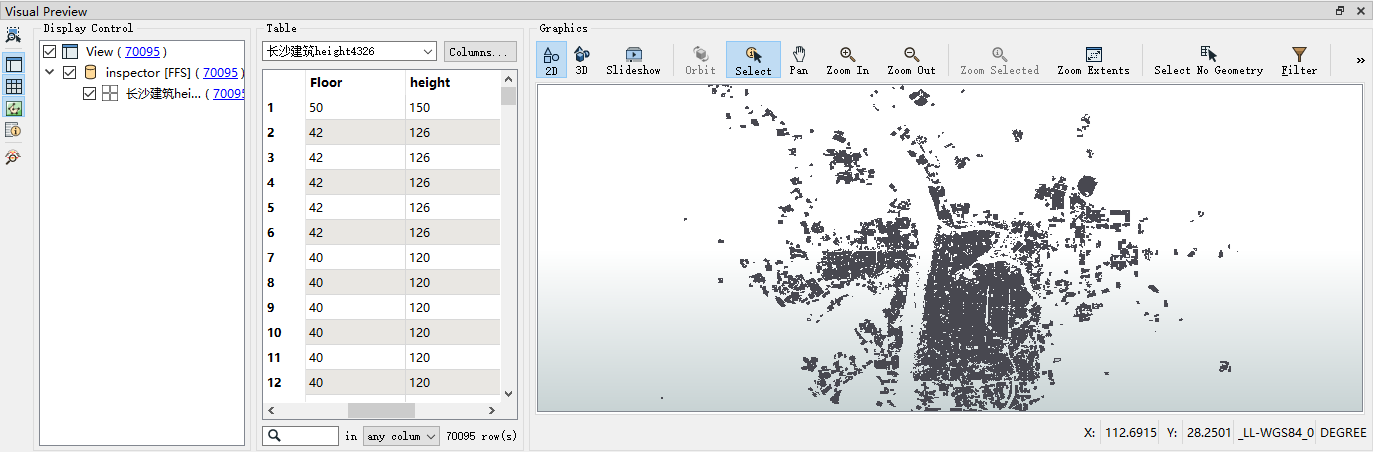 Visual Preview
Display Control
View ( 70095 )
inspector [FFS] ( 70095 )
长沙建筑hei... ( 70095
Table
长沙建筑height4326
Columns...
Floor height
1 50 150
2 42 126
3 42 126
4 42 126
5 42 126
6 42 126
7 40 120
8 40 120
9 40 120
10 40 120
11 40 120
12 40 120
in any colum 70095 row(s)
Graphics
2D 3D Slideshow Orbit Select Pan Zoom In Zoom Out Zoom Selected Zoom Extents Select No Geometry Filter »
X: 112.6915 Y: 28.2501 _LL-WGS84_0 DEGREE